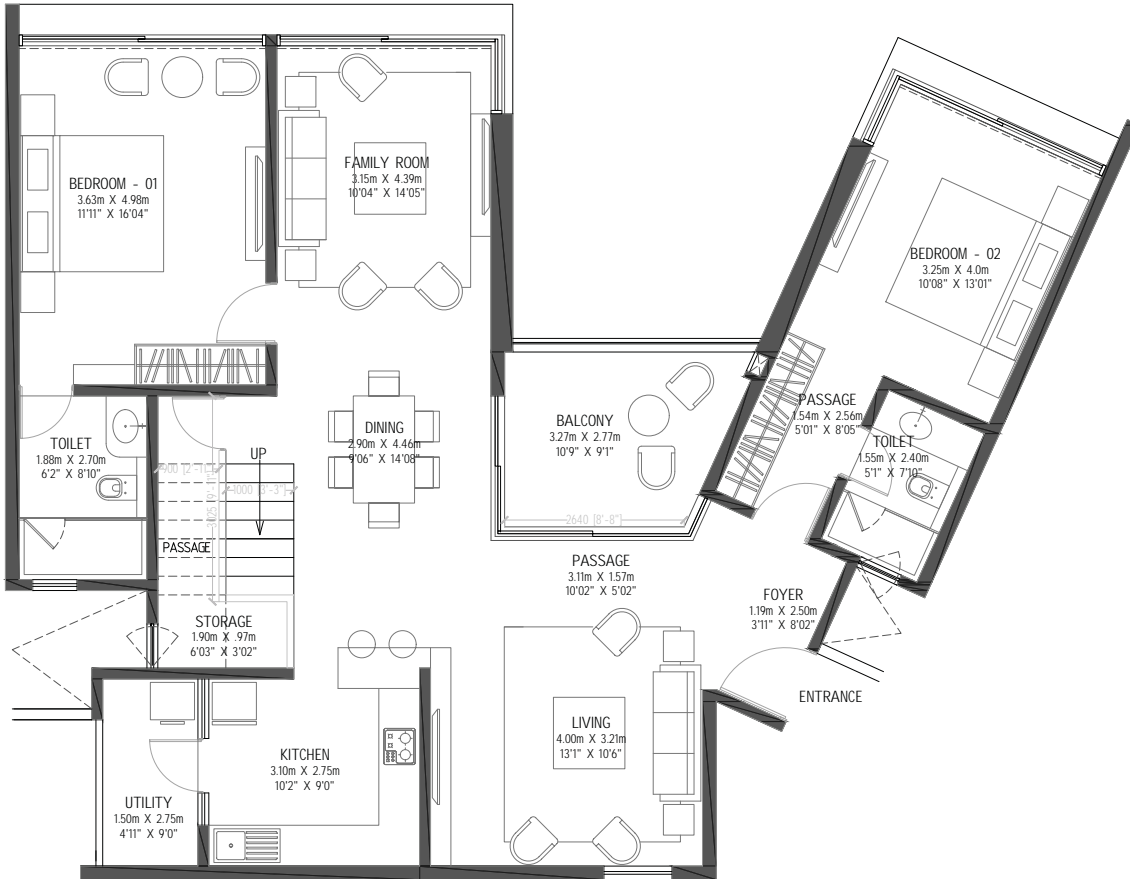 BEDROOM - 01
3.63m X 4.98m
11'11" X 16'04"
FAMILY ROOM
3.15m X 4.39m
10'04" X 14'05"
BEDROOM - 02
3.25m X 4.0m
10'08" X 13'01"
DINING
2.90m X 4.46m
9'06" X 14'08"
BALCONY
3.27m X 2.77m
10'9" X 9'1"
2640 [8'-8"]
PASSAGE
1.54m X 2.56m
5'01" X 8'05"
TOILET
1.55m X 2.40m
5'1" X 7'10"
TOILET
1.88m X 2.70m
6'2" X 8'10"
UP
1000 [3'-3"]
PASSAGE
PASSAGE
3.11m X 1.57m
10'02" X 5'02"
FOYER
1.19m X 2.50m
3'11" X 8'02"
STORAGE
1.90m X .97m
6'03" X 3'02"
ENTRANCE
LIVING
4.00m X 3.21m
13'1" X 10'6"
KITCHEN
3.10m X 2.75m
10'2" X 9'0"
UTILITY
1.50m X 2.75m
4'11" X 9'0"